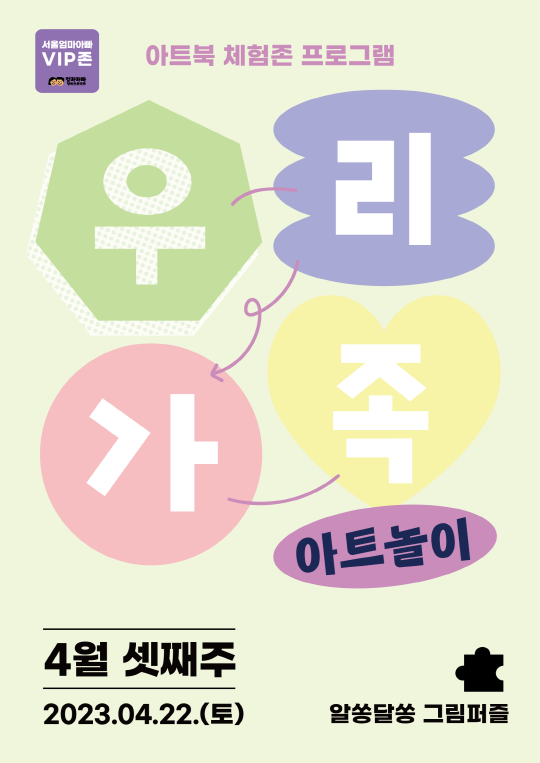 서울엄마아빠
VIP존
아트북 체험존 프로그램
우리
가족
아트놀이
4월 셋째주
2023.04.22.(토)
알쏭달쏭 그림퍼즐